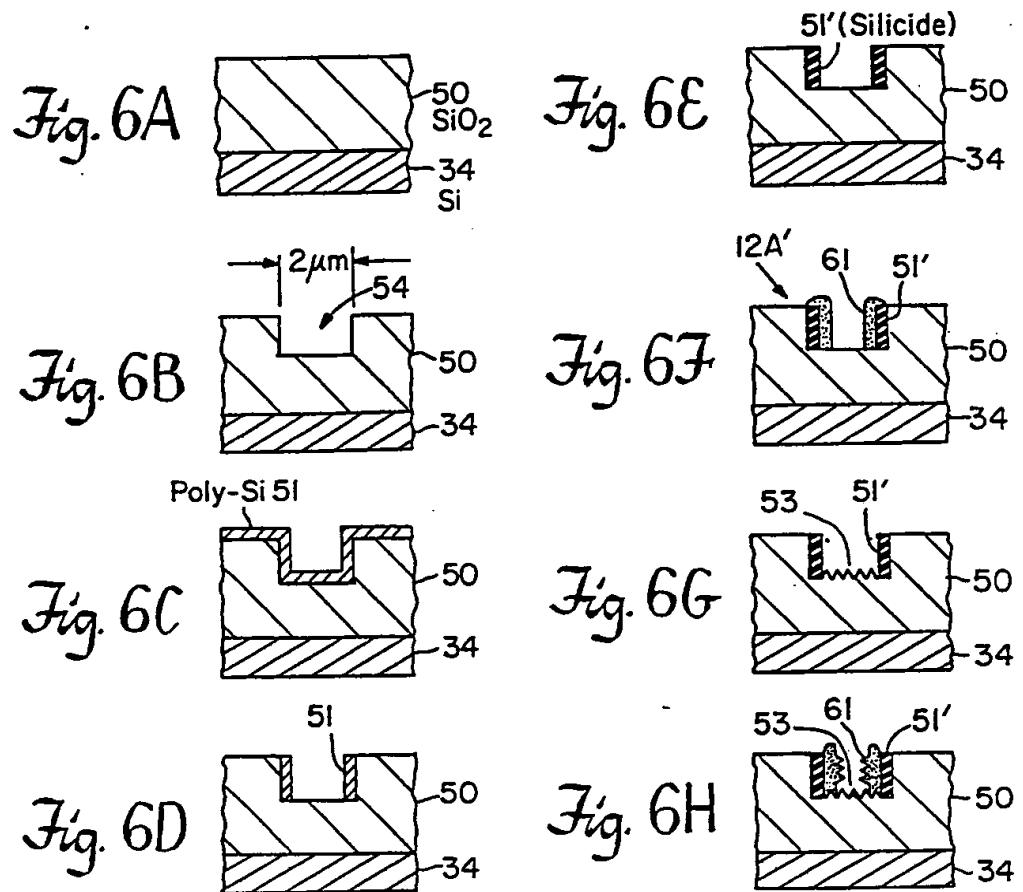 Fig. 6A
50
SiO2
34
Si
Fig. 6B
2μm
54
50
34
Fig. 6C
Poly-Si 51
50
34
Fig. 6D
51
50
34
Fig. 6E
51' (Silicide)
50
34
Fig. 6F
12A'
61
51'
50
34
Fig. 6G
53
51'
50
34
Fig. 6H
53
61
51'
50
34